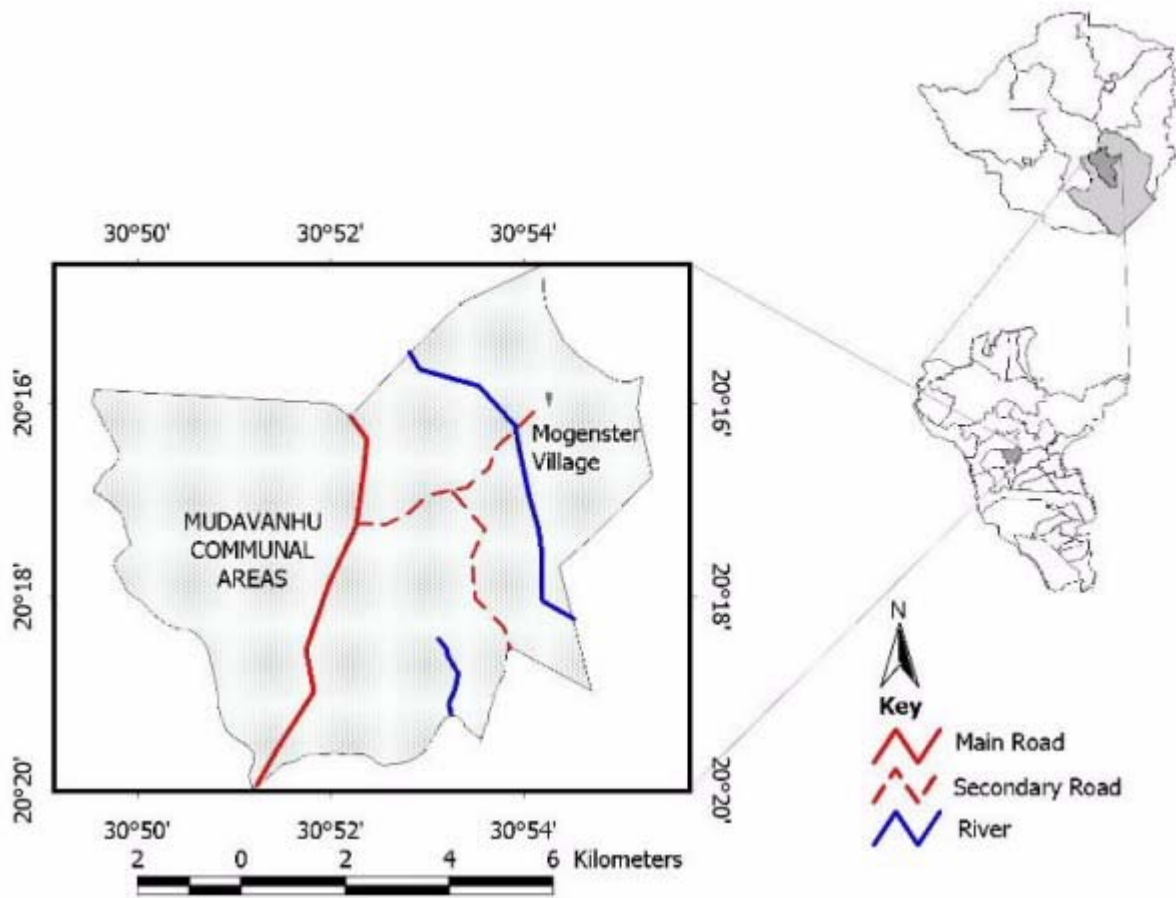 30°50' 30°52' 30°54'
20°16'
20°16'
Mogenster
Village
MUDAVANHU
COMMUNAL
AREAS
20°18'
20°18'
20°20'
20°20'
30°50' 30°52' 30°54'
2 0 2 4 6 Kilometers
N
Key
Main Road
Secondary Road
River